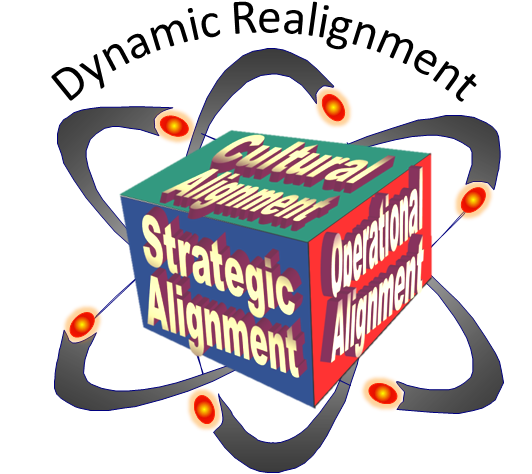 Dynamic Realignment
Cultural
Alignment
Strategic
Alignment
Operational
Alignment